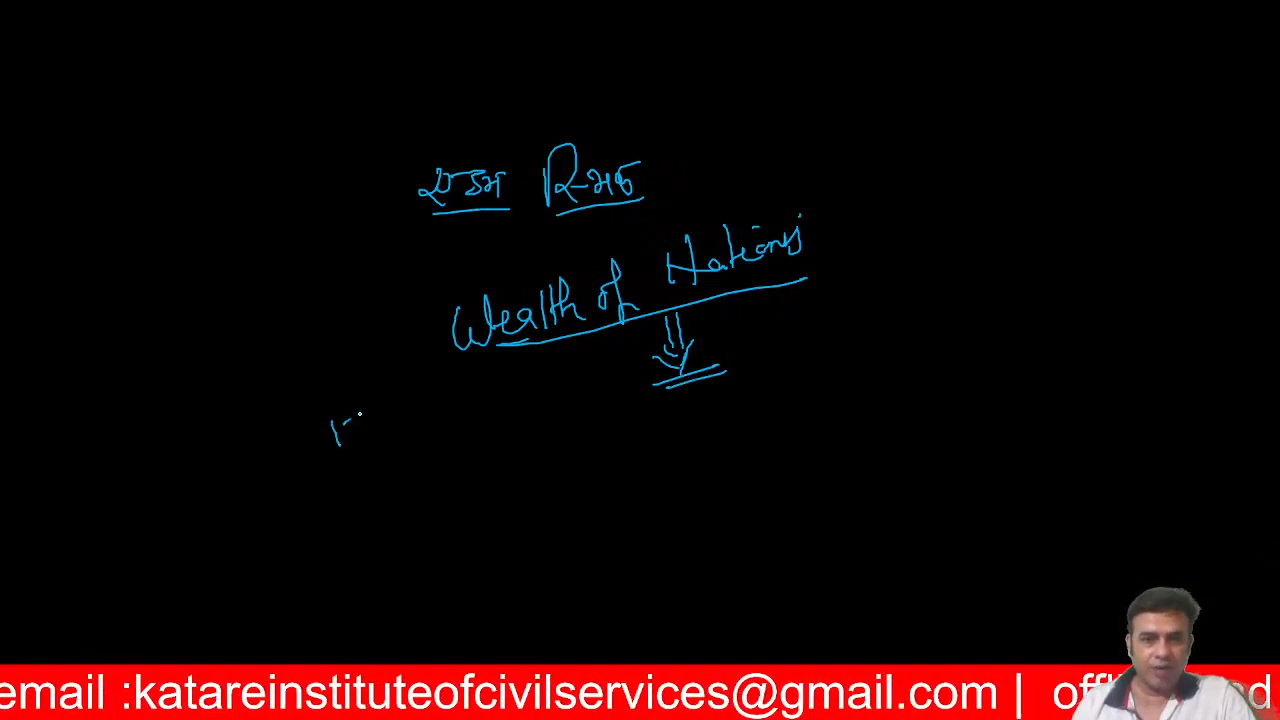 एडम स्मिथ
Wealth of Nations
email :katareinstituteofcivilservices@gmail.com |